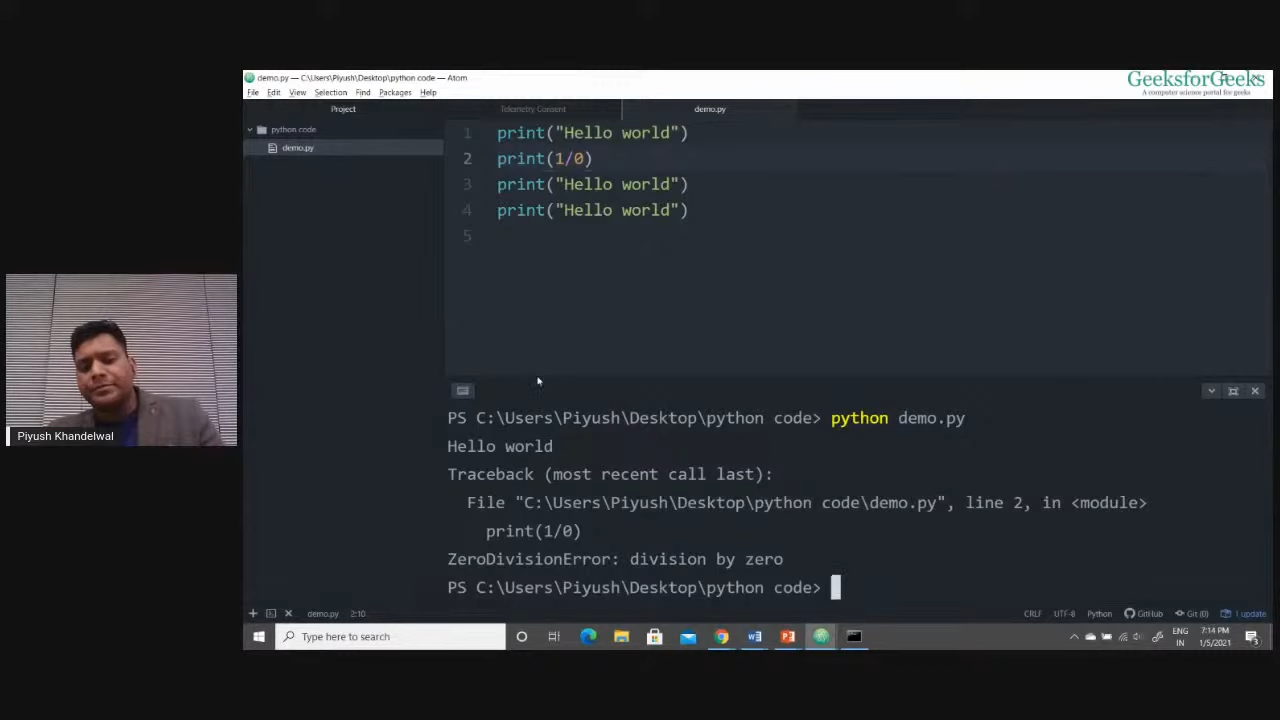 demo.py — C:\Users\Piyush\Desktop\python code — Atom
GeeksforGeeks
A computer science portal for geeks
File Edit View Selection Find Packages Help
Project
Telemetry Consent
demo.py
python code
demo.py
1 print("Hello world")
2 print(1/0)
3 print("Hello world")
4 print("Hello world")
5
Piyush Khandelwal
PS C:\Users\Piyush\Desktop\python code> python demo.py
Hello world
Traceback (most recent call last):
File "C:\Users\Piyush\Desktop\python code\demo.py", line 2, in <module>
print(1/0)
ZeroDivisionError: division by zero
PS C:\Users\Piyush\Desktop\python code>
demo.py 2:10
CRLF UTF-8 Python GitHub Git (0) 1 update
Type here to search
ENG
IN
7:14 PM
1/5/2021
3